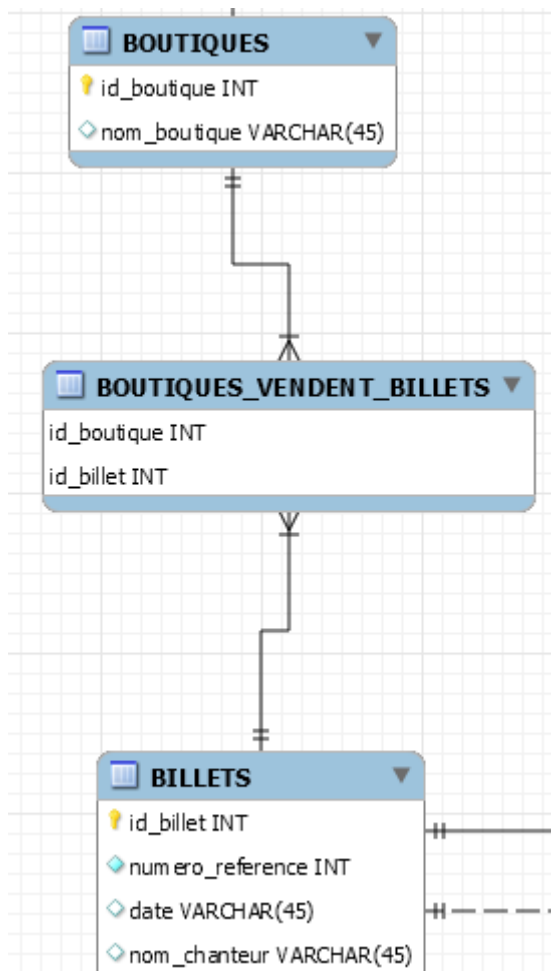 BOUTIQUES
id_boutique INT
nom_boutique VARCHAR(45)
BOUTIQUES_VENDENT_BILLETS
id_boutique INT
id_billet INT
BILLETS
id_billet INT
numero_reference INT
date VARCHAR(45)
nom_chanteur VARCHAR(45)